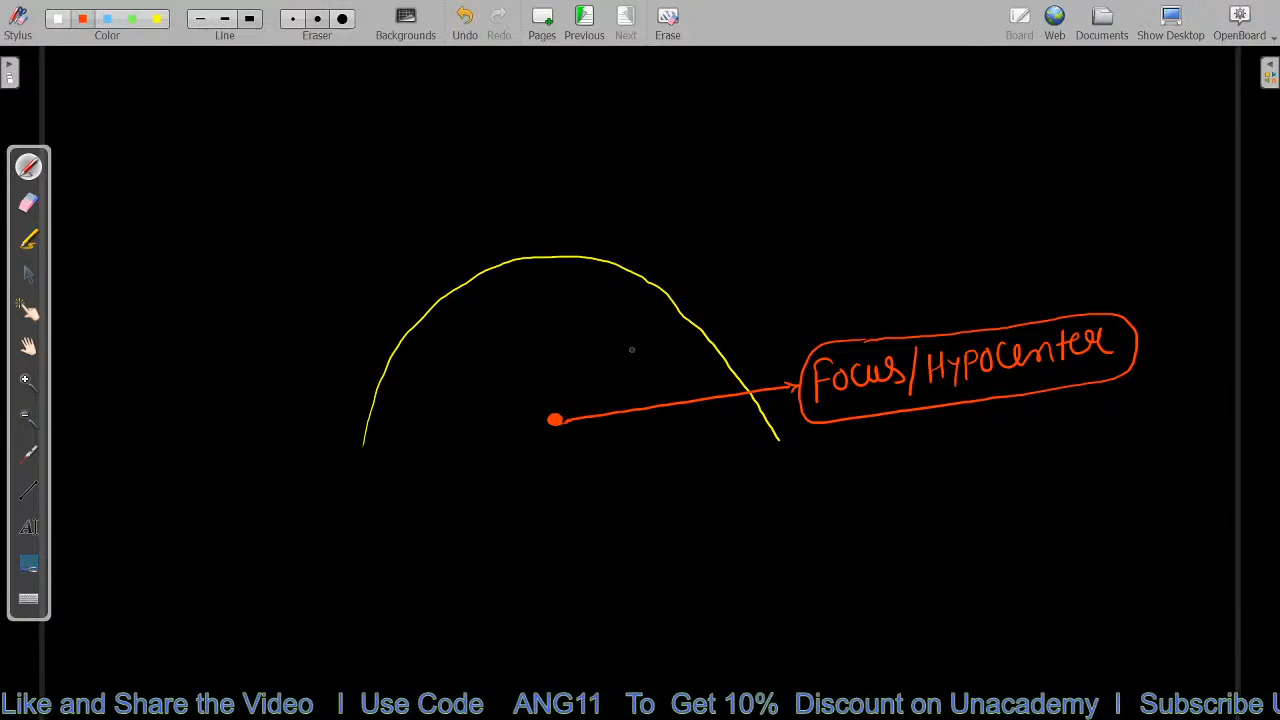 Stylus
Color
Line
Eraser
Backgrounds
Undo
Redo
Pages
Previous
Next
Erase
Board
Web
Documents
Show Desktop
OpenBoard
AI
Focus/Hypocenter
Like and Share the Video I Use Code ANG11 To Get 10% Discount on Unacademy I Subscribe U